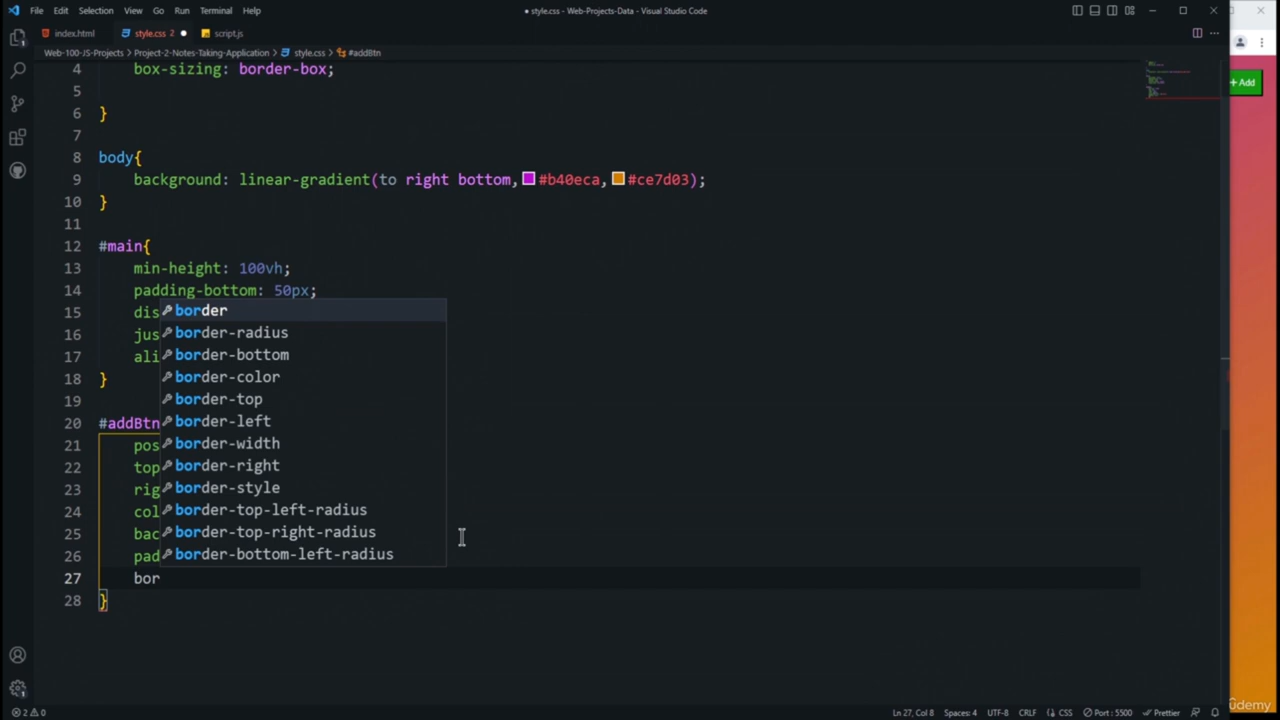 File Edit Selection View Go Run Terminal Help
● style.css - Web-Projects-Data - Visual Studio Code
index.html style.css 2 ● script.js
Web-100-JS-Projects > Project-2-Notes-Taking-Application > style.css > #addBtn
4 box-sizing: border-box;
5
6 }
7
8 body{
9 background: linear-gradient(to right bottom,#b40eca,#ce7d03);
10 }
11
12 #main{
13 min-height: 100vh;
14 padding-bottom: 50px;
15 dis
16 jus
17 ali
18 }
19
20 #addBtn
21 pos
22 top
23 rig
24 col
25 bac
26 pad
27 bor
28 }
border
border-radius
border-bottom
border-color
border-top
border-left
border-width
border-right
border-style
border-top-left-radius
border-top-right-radius
border-bottom-left-radius
+ Add
2 0 Ln 27, Col 8 Spaces: 4 UTF-8 CRLF CSS Port : 5500 Prettier
ûdemy